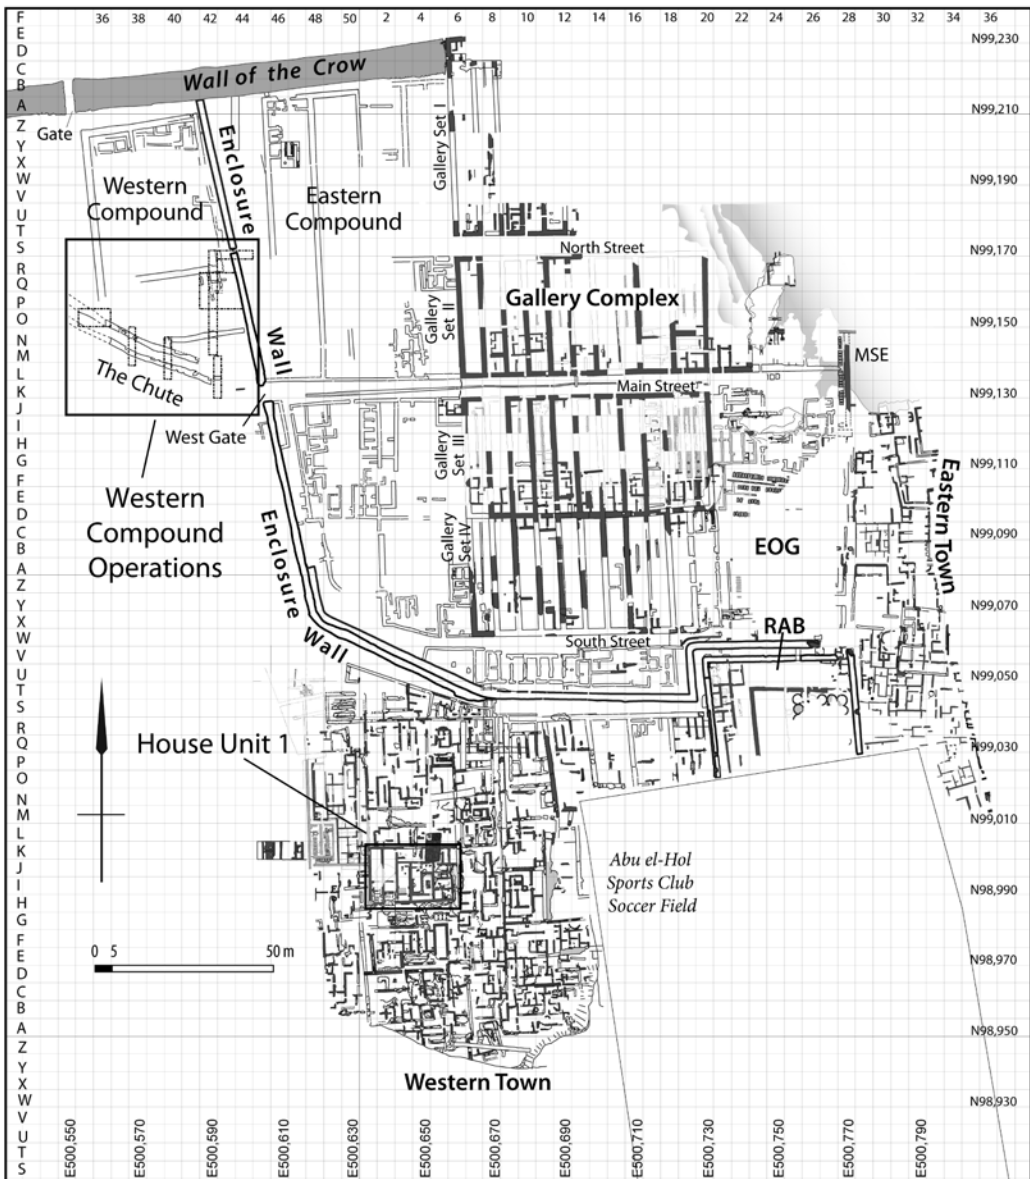 36 38 40 42 44 46 48 50 2 4 6 8 10 12 14 16 18 20 22 24 26 28 30 32 34 36
F
E
D
C
B
A
Z
Y
X
W
V
U
T
S
R
Q
P
O
N
M
L
K
J
I
H
G
F
E
D
C
B
A
Z
Y
X
W
V
U
T
S
R
Q
P
O
N
M
L
K
J
I
H
G
F
E
D
C
B
A
Z
Y
X
W
V
U
T
S
N99,230
N99,210
N99,190
N99,170
N99,150
N99,130
N99,110
N99,090
N99,070
N99,050
N99,030
N99,010
N98,990
N98,970
N98,950
N98,930
Wall of the Crow
Gate
Enclosure
Wall
Western
Compound
Eastern
Compound
Gallery Set I
North Street
Gallery Complex
Gallery
Set II
MSE
The Chute
Main Street
West Gate
Gallery
Set III
Western
Compound
Operations
Enclosure
Wall
Gallery
Set IV
EOG
Eastern Town
RAB
South Street
House Unit 1
Abu el-Hol
Sports Club
Soccer Field
0 5 50 m
Western Town
E500,550
E500,570
E500,590
E500,610
E500,630
E500,650
E500,670
E500,690
E500,710
E500,730
E500,750
E500,770
E500,790